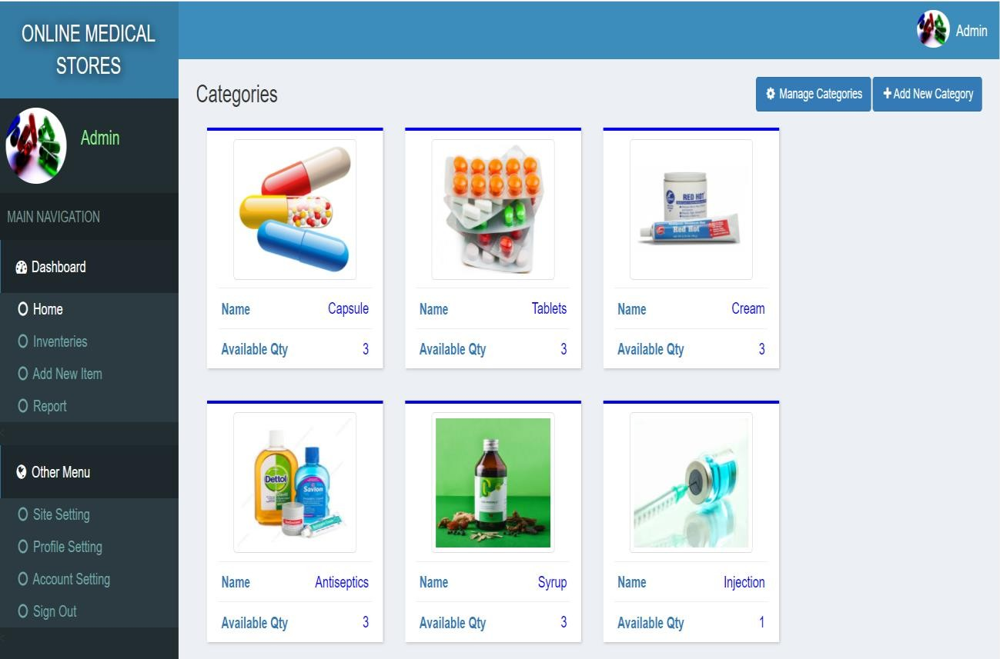 ONLINE MEDICAL
STORES
Admin
Admin
MAIN NAVIGATION
Dashboard
Home
Inventeries
Add New Item
Report
<
Other Menu
Site Setting
Profile Setting
Account Setting
Sign Out
<
Categories
Manage Categories
+ Add New Category
Name Capsule
Available Qty 3
Name Tablets
Available Qty 3
RED HOT
Red Hot
Name Cream
Available Qty 3
Dettol
Savlon
Name Antiseptics
Available Qty 3
Name Syrup
Available Qty 3
Name Injection
Available Qty 1